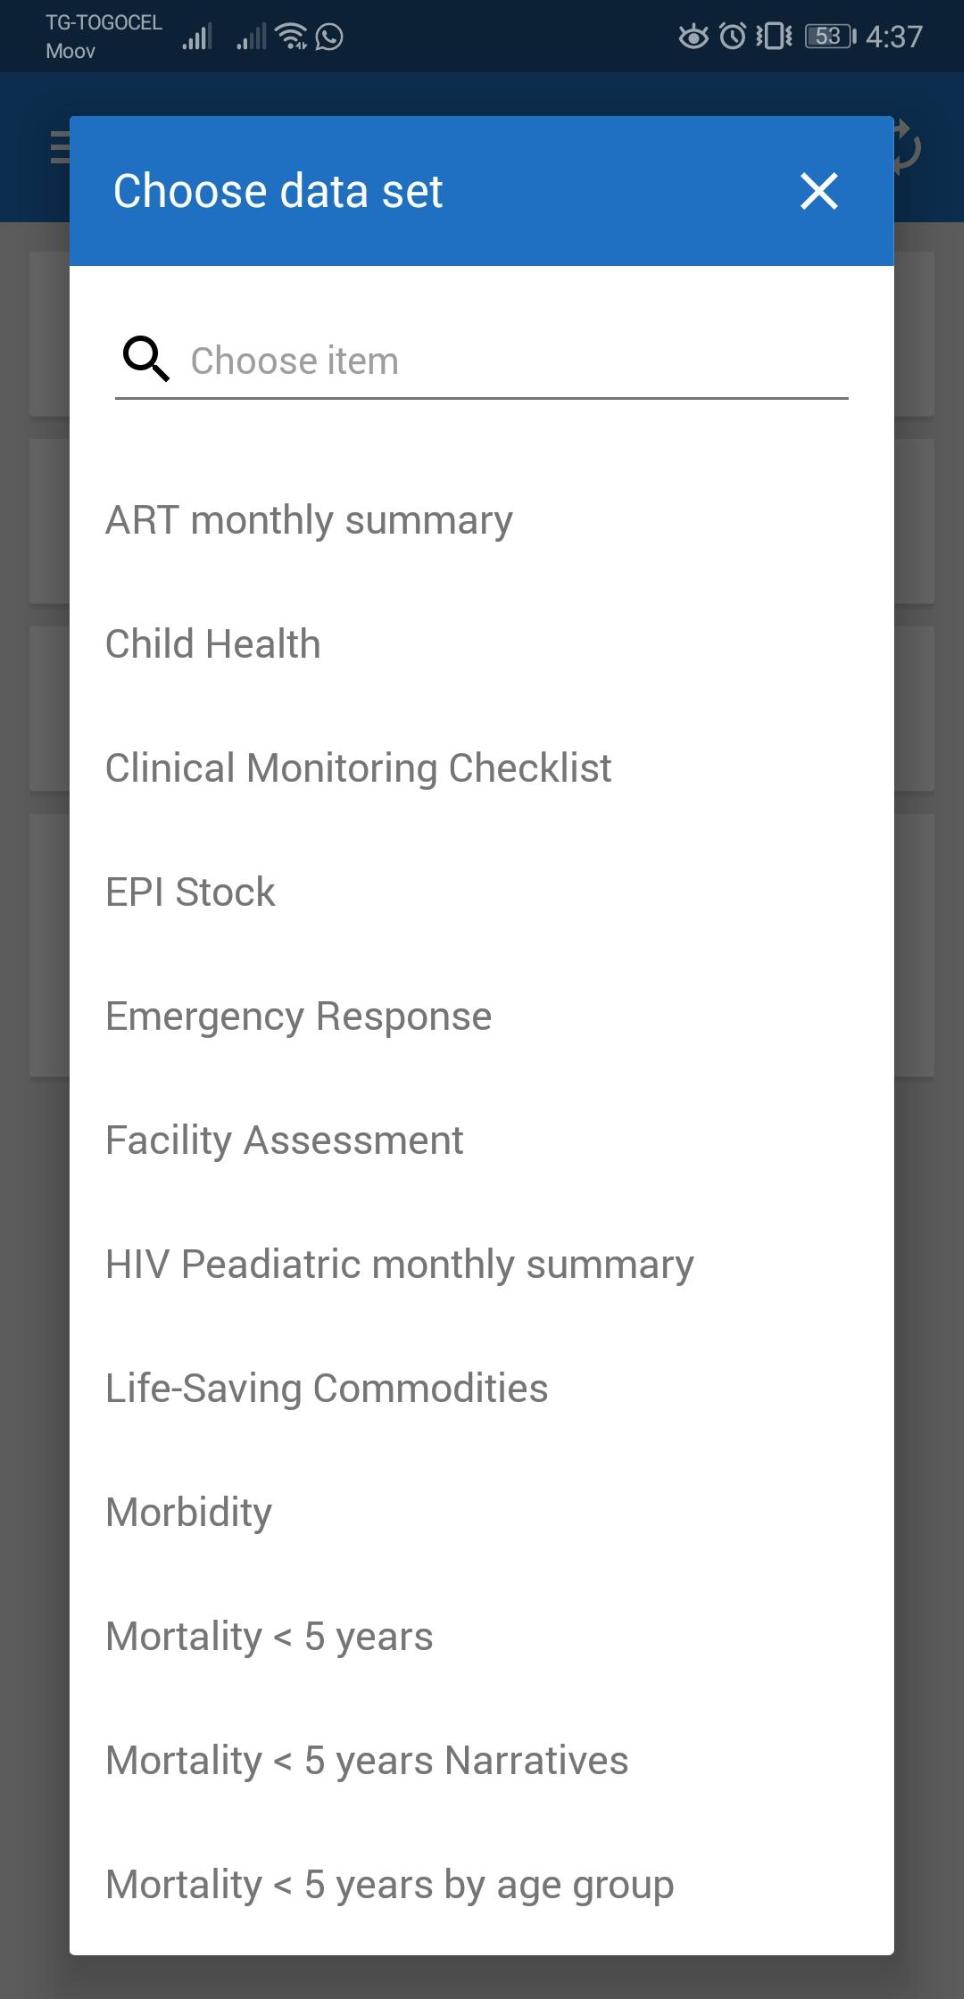 TG-TOGOCEL
Moov
53
4:37
Choose data set
Choose item
ART monthly summary
Child Health
Clinical Monitoring Checklist
EPI Stock
Emergency Response
Facility Assessment
HIV Peadiatric monthly summary
Life-Saving Commodities
Morbidity
Mortality < 5 years
Mortality < 5 years Narratives
Mortality < 5 years by age group